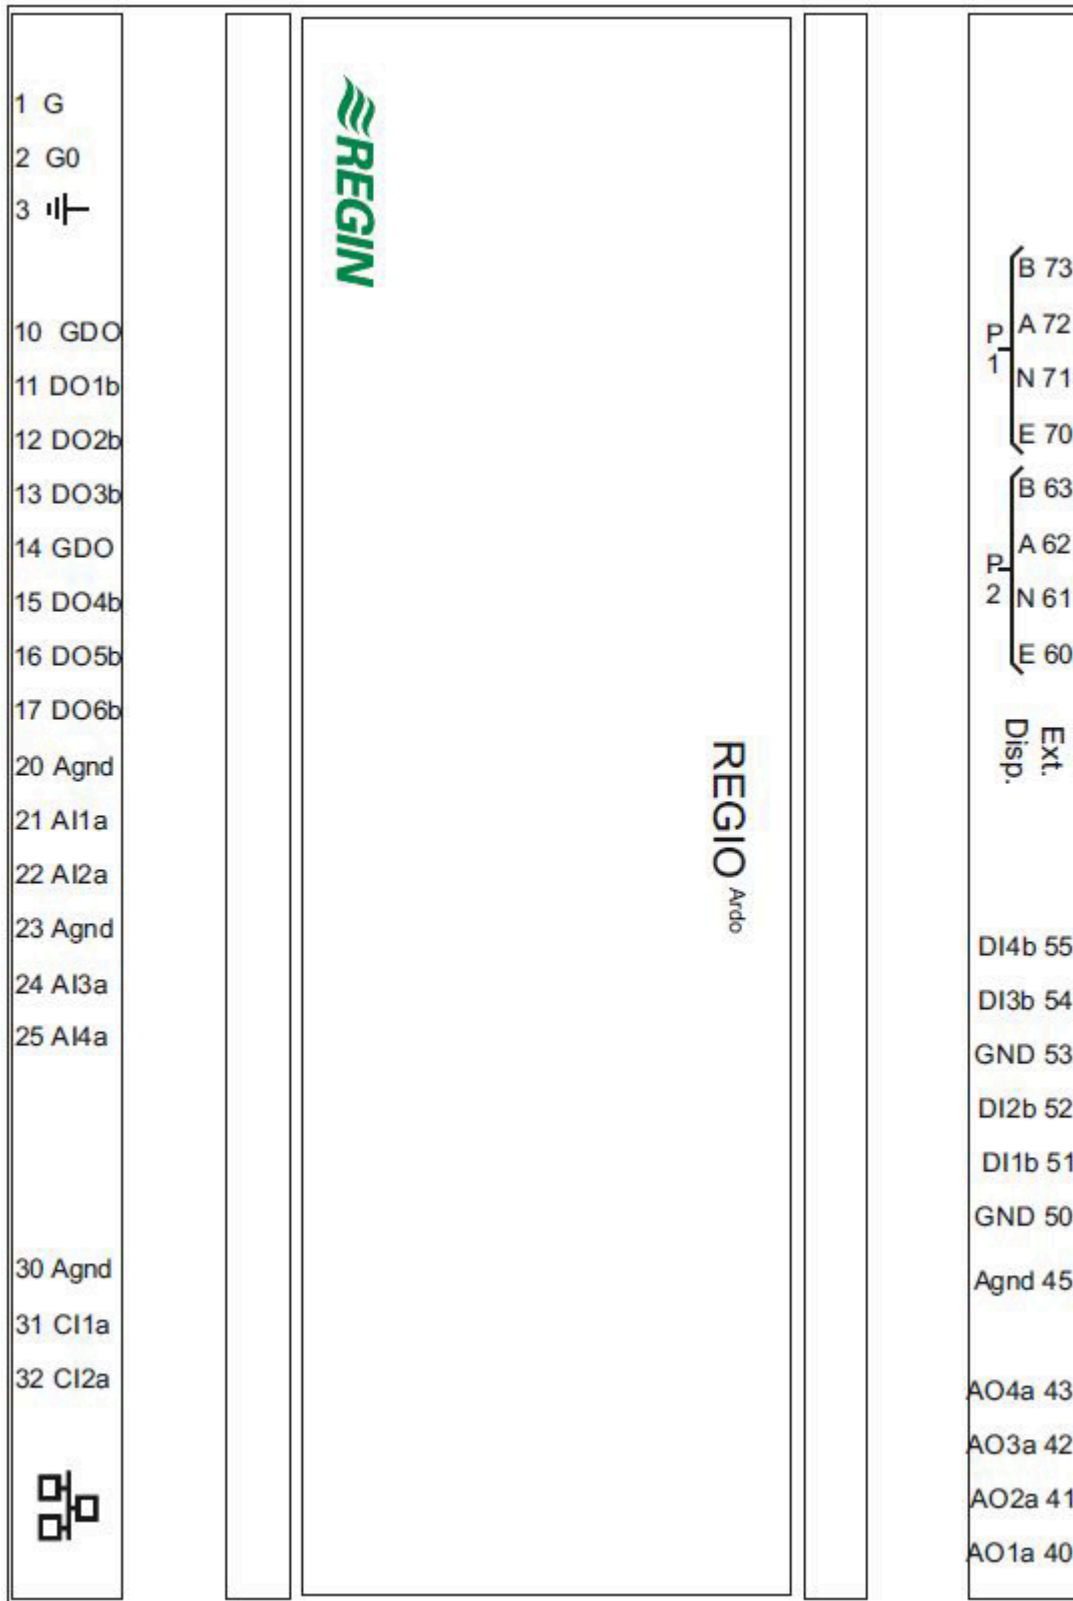 1 G
2 G0
3
10 GDO
11 DO1b
12 DO2b
13 DO3b
14 GDO
15 DO4b
16 DO5b
17 DO6b
20 Agnd
21 AI1a
22 AI2a
23 Agnd
24 AI3a
25 AI4a
30 Agnd
31 CI1a
32 CI2a
REGIN
REGIO Ardo
P1
B 73
A 72
N 71
E 70
P2
B 63
A 62
N 61
E 60
Ext.
Disp.
DI4b 55
DI3b 54
GND 53
DI2b 52
DI1b 51
GND 50
Agnd 45
AO4a 43
AO3a 42
AO2a 41
AO1a 40